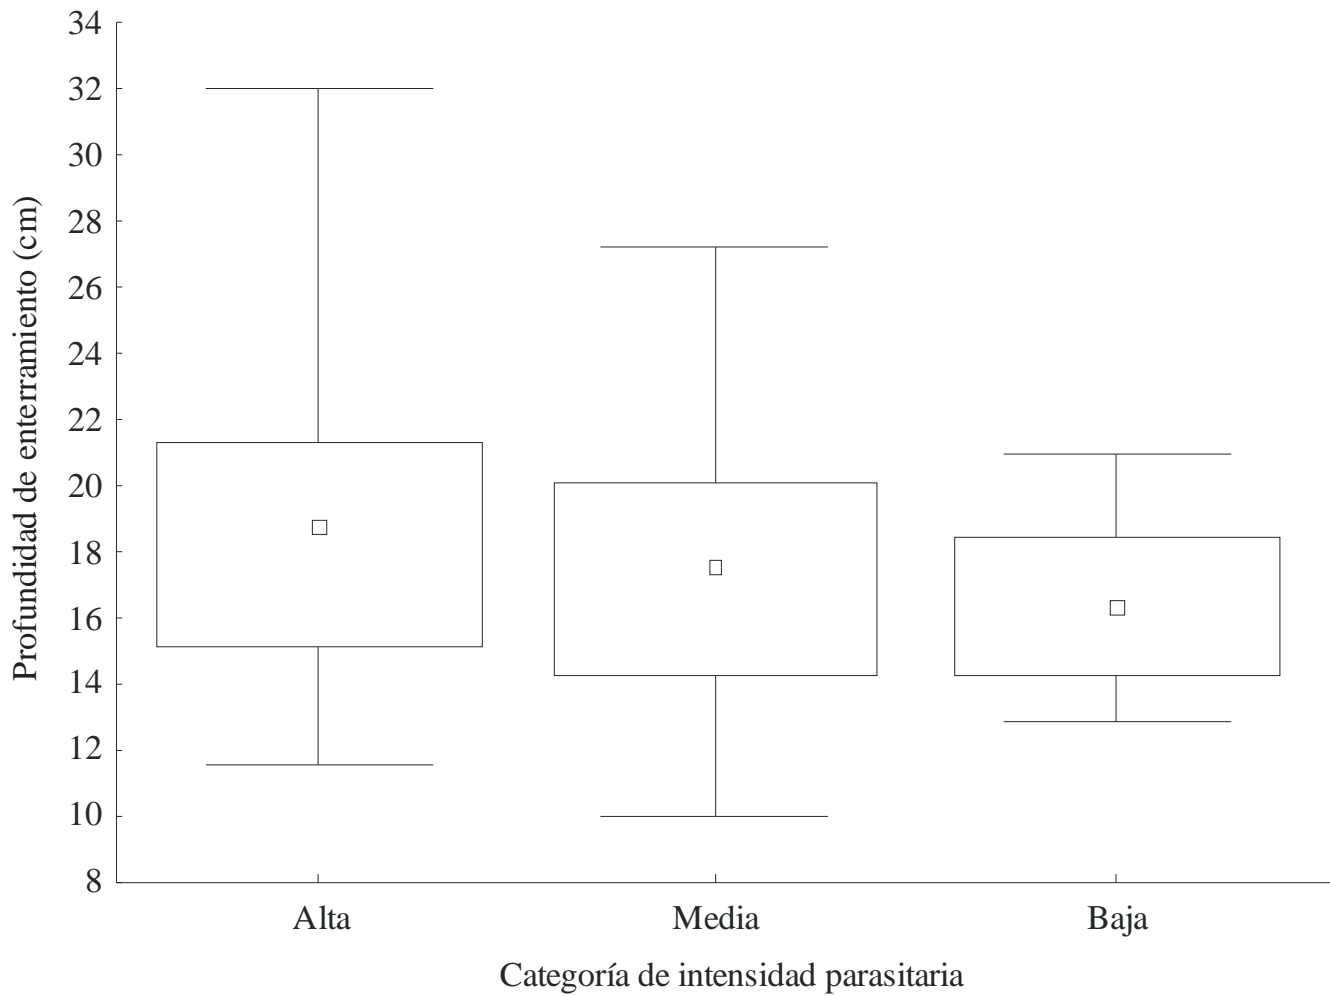 34
32
30
28
26
24
22
20
18
16
14
12
10
8
Profundidad de enterramiento (cm)
Alta
Media
Baja
Categoría de intensidad parasitaria